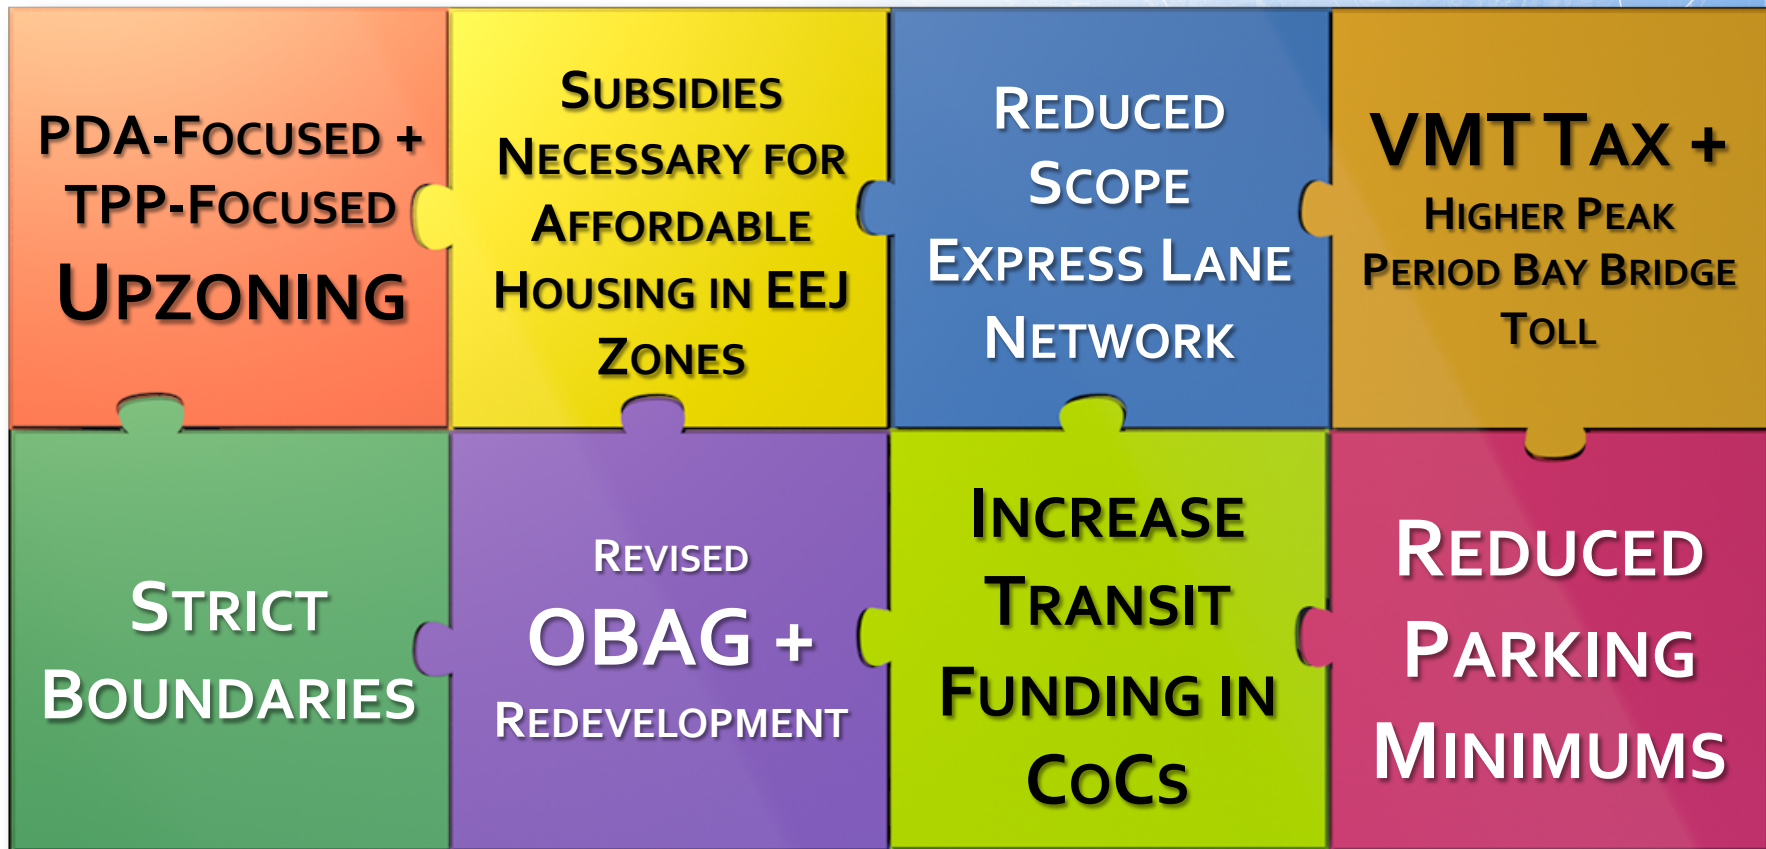 PDA-Focused +
TPP-Focused
Upzoning
Subsidies
Necessary for
Affordable
Housing in EEJ
Zones
Reduced
Scope
Express Lane
Network
VMT Tax +
Higher Peak
Period Bay Bridge
Toll
Strict
Boundaries
Revised
OBAG +
Redevelopment
Increase
Transit
Funding in
CoCs
Reduced
Parking
Minimums